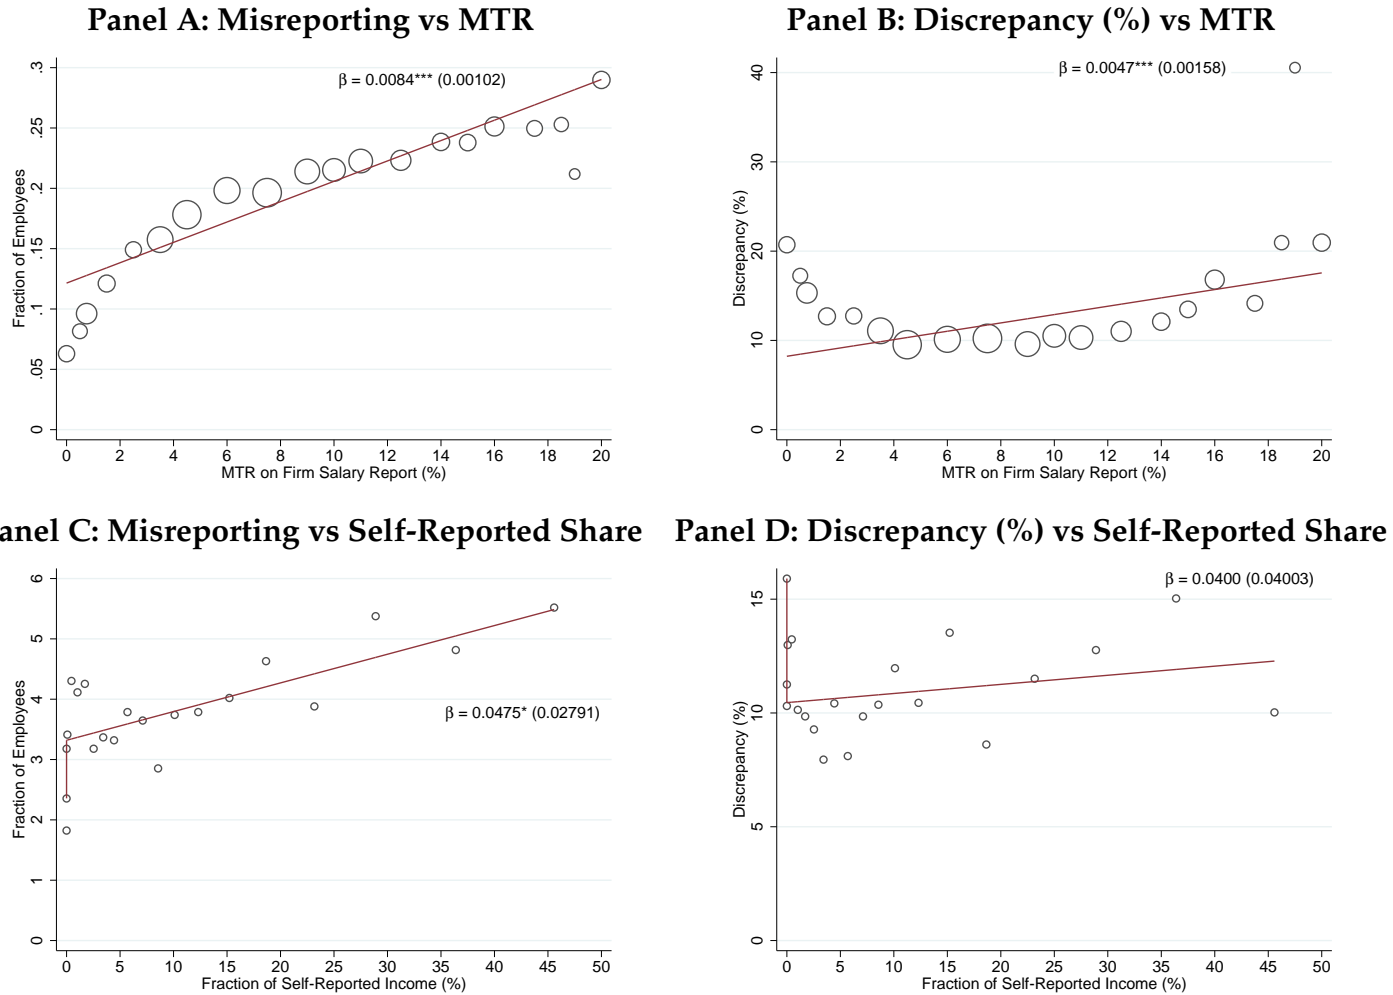 Panel A: Misreporting vs MTR
β = 0.0084*** (0.00102)
Fraction of Employees
.3
.25
.2
.15
.1
.05
0
0 2 4 6 8 10 12 14 16 18 20
MTR on Firm Salary Report (%)
Panel B: Discrepancy (%) vs MTR
β = 0.0047*** (0.00158)
Discrepancy (%)
40
30
20
10
0
0 2 4 6 8 10 12 14 16 18 20
MTR on Firm Salary Report (%)
anel C: Misreporting vs Self-Reported Share
β = 0.0475* (0.02791)
Fraction of Employees
6
5
4
3
2
1
0
0 5 10 15 20 25 30 35 40 45 50
Fraction of Self-Reported Income (%)
Panel D: Discrepancy (%) vs Self-Reported Share
β = 0.0400 (0.04003)
Discrepancy (%)
15
10
5
0
0 5 10 15 20 25 30 35 40 45 50
Fraction of Self-Reported Income (%)